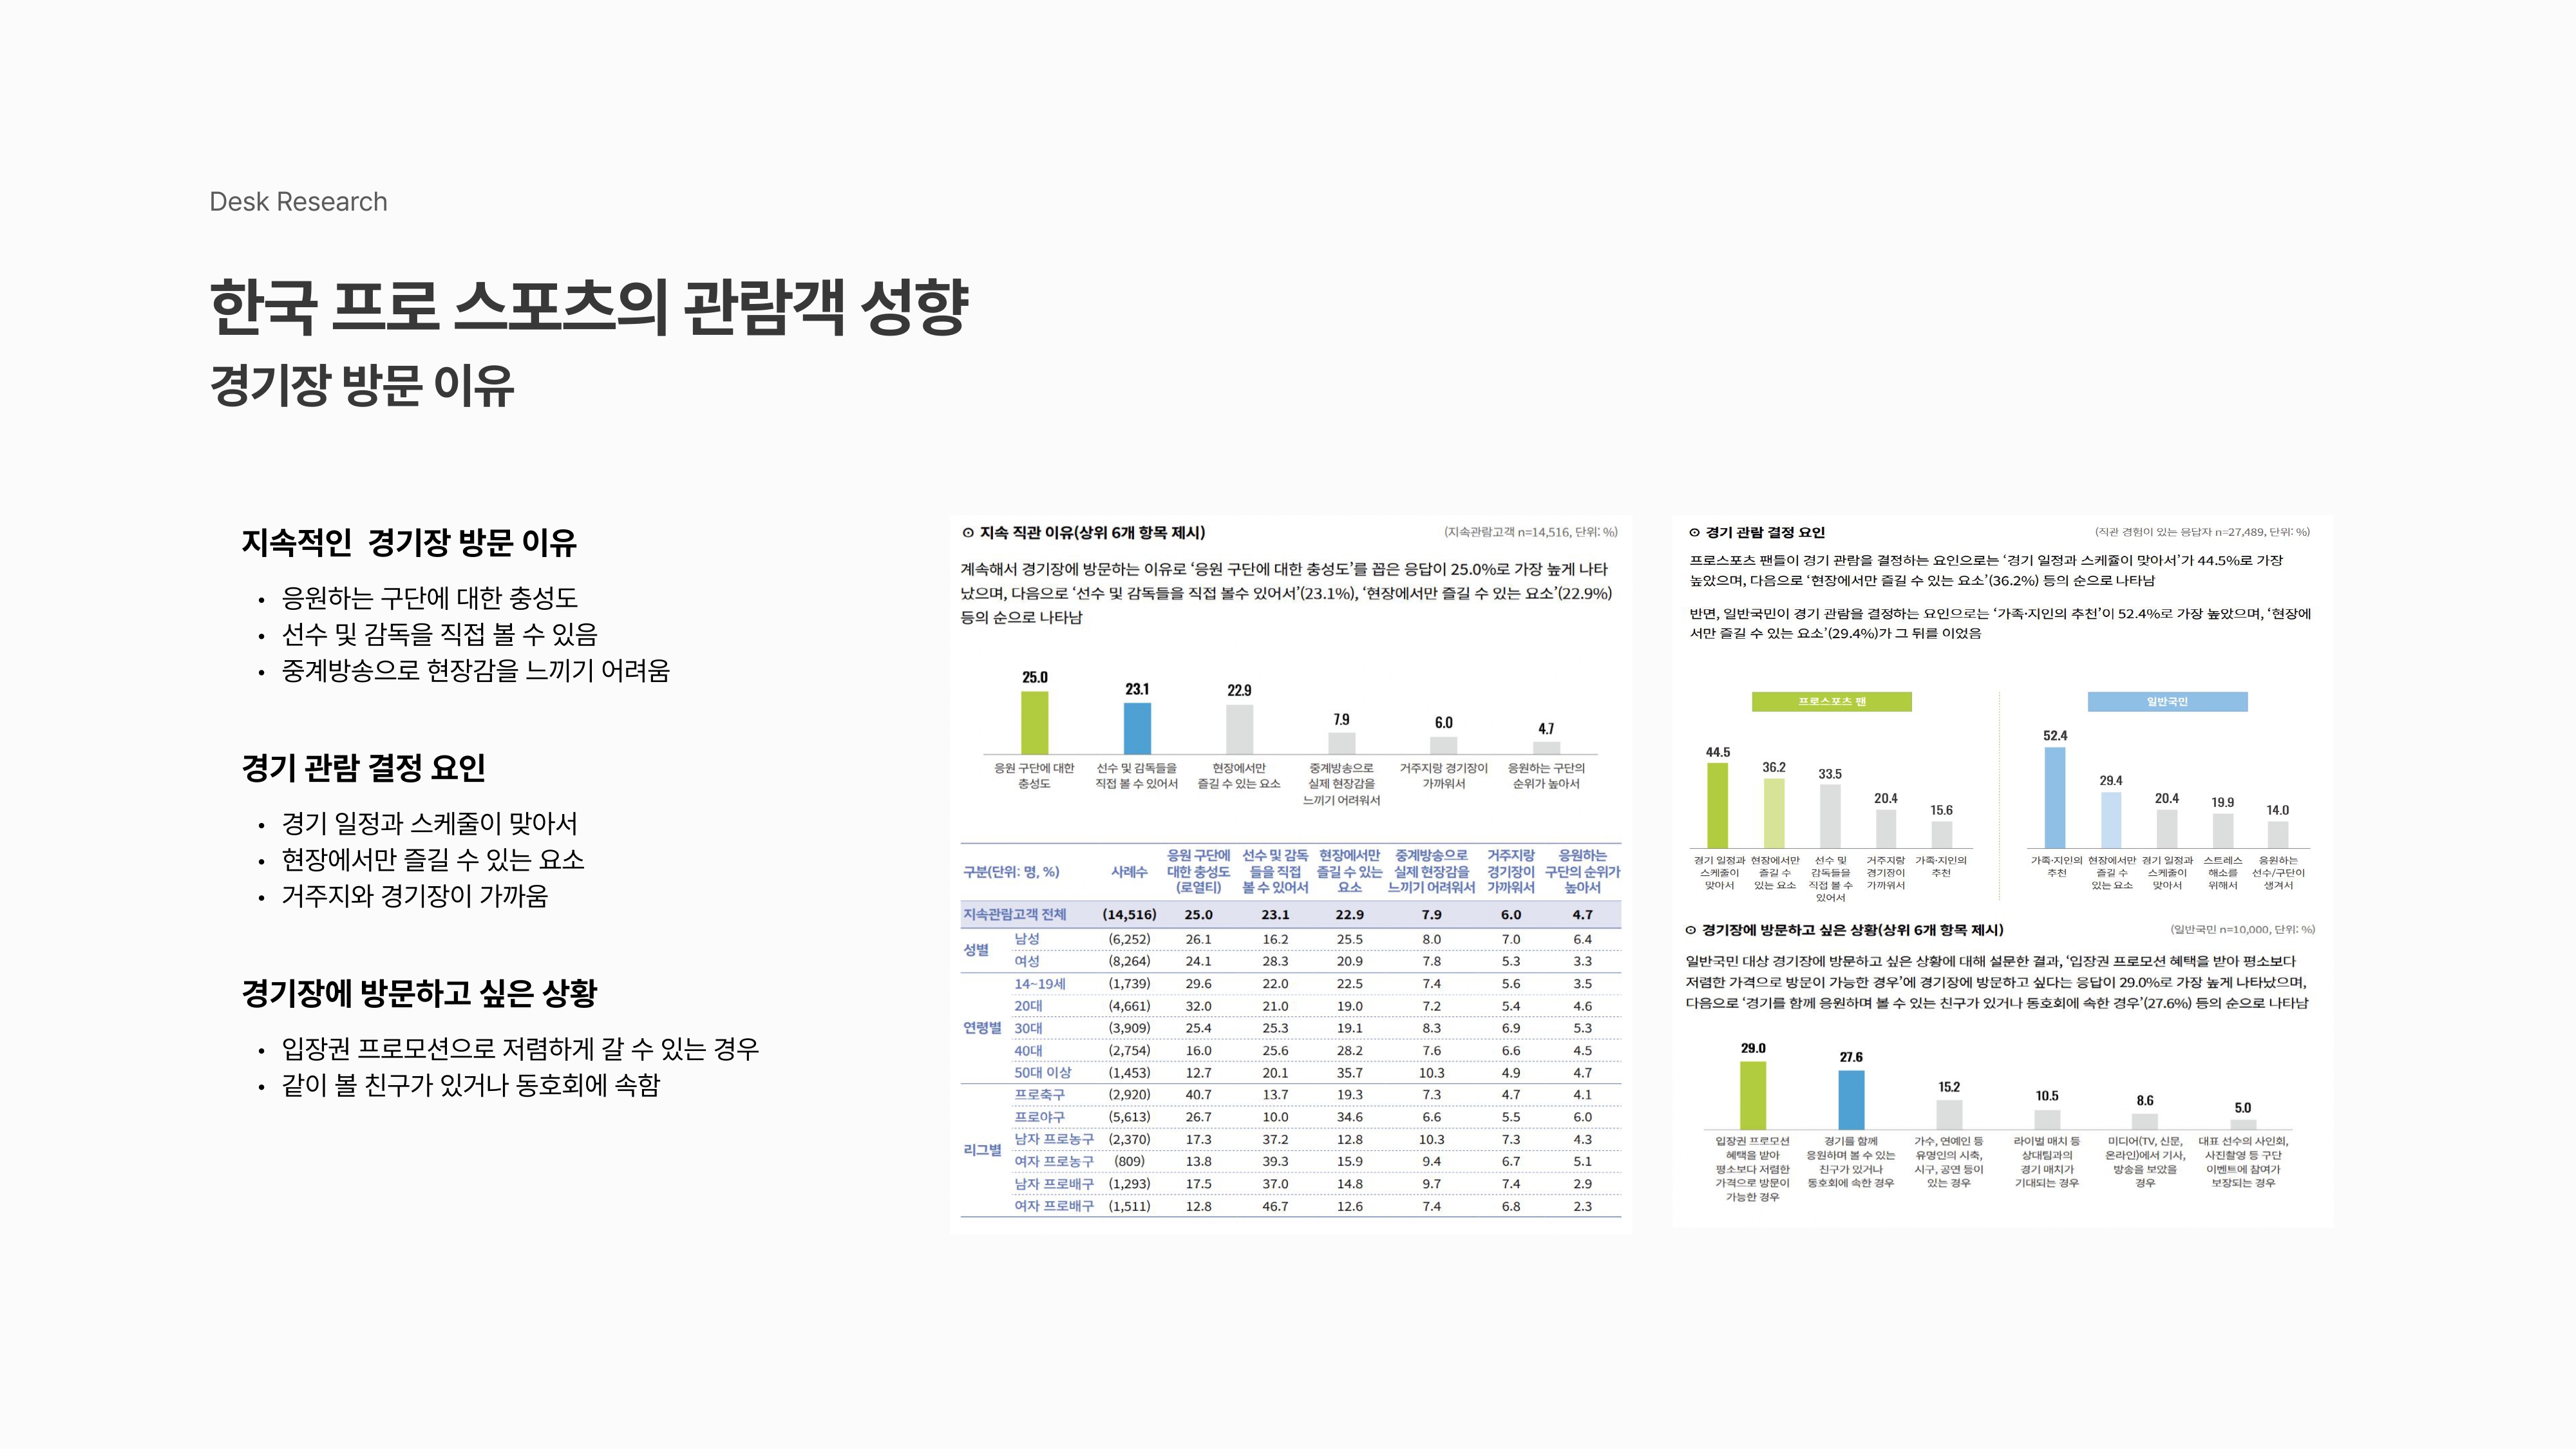 Desk Research
한국 프로 스포츠의 관람객 성향
경기장 방문 이유
지속적인  경기장 방문 이유
• 응원하는 구단에 대한 충성도
• 선수 및 감독을 직접 볼 수 있음
• 중계방송으로 현장감을 느끼기 어려움
경기 관람 결정 요인
• 경기 일정과 스케줄이 맞아서
• 현장에서만 즐길 수 있는 요소
• 거주지와 경기장이 가까움
경기장에 방문하고 싶은 상황
• 입장권 프로모션으로 저렴하게 갈 수 있는 경우
• 같이 볼 친구가 있거나 동호회에 속함
⊙ 지속 직관 이유(상위 6개 항목 제시) (지속관람고객 n=14,516, 단위: %)
계속해서 경기장에 방문하는 이유로 ‘응원 구단에 대한 충성도’를 꼽은 응답이 25.0%로 가장 높게 나타
났으며, 다음으로 ‘선수 및 감독들을 직접 볼수 있어서’(23.1%), ‘현장에서만 즐길 수 있는 요소’(22.9%)
등의 순으로 나타남
25.0 23.1 22.9 7.9 6.0 4.7
응원 구단에 대한 선수 및 감독들을 현장에서만 중계방송으로 거주지랑 경기장이 응원하는 구단의
충성도 직접 볼 수 있어서 즐길 수 있는 요소 실제 현장감을 가까워서 순위가 높아서
느끼기 어려워서
응원 구단에 선수 및 감독 현장에서만 중계방송으로 거주지랑 응원하는
구분(단위: 명, %) 사례수 대한 충성도 들을 직접 즐길 수 있는 실제 현장감을 경기장이 구단의 순위가
(로열티) 볼 수 있어서 요소 느끼기 어려워서 가까워서 높아서
지속관람고객 전체 (14,516) 25.0 23.1 22.9 7.9 6.0 4.7
성별
남성 (6,252) 26.1 16.2 25.5 8.0 7.0 6.4
여성 (8,264) 24.1 28.3 20.9 7.8 5.3 3.3
연령별
14~19세 (1,739) 29.6 22.0 22.5 7.4 5.6 3.5
20대 (4,661) 32.0 21.0 19.0 7.2 5.4 4.6
30대 (3,909) 25.4 25.3 19.1 8.3 6.9 5.3
40대 (2,754) 16.0 25.6 28.2 7.6 6.6 4.5
50대 이상 (1,453) 12.7 20.1 35.7 10.3 4.9 4.7
리그별
프로축구 (2,920) 40.7 13.7 19.3 7.3 4.7 4.1
프로야구 (5,613) 26.7 10.0 34.6 6.6 5.5 6.0
남자 프로농구 (2,370) 17.3 37.2 12.8 10.3 7.3 4.3
여자 프로농구 (809) 13.8 39.3 15.9 9.4 6.7 5.1
남자 프로배구 (1,293) 17.5 37.0 14.8 9.7 7.4 2.9
여자 프로배구 (1,511) 12.8 46.7 12.6 7.4 6.8 2.3
⊙ 경기 관람 결정 요인 (직관 경험이 있는 응답자 n=27,489, 단위: %)
프로스포츠 팬들이 경기 관람을 결정하는 요인으로는 ‘경기 일정과 스케줄이 맞아서’가 44.5%로 가장
높았으며, 다음으로 ‘현장에서만 즐길 수 있는 요소’(36.2%) 등의 순으로 나타남
반면, 일반국민이 경기 관람을 결정하는 요인으로는 ‘가족·지인의 추천’이 52.4%로 가장 높았으며, ‘현장에
서만 즐길 수 있는 요소’(29.4%)가 그 뒤를 이었음
프로스포츠 팬
44.5 36.2 33.5 20.4 15.6
경기 일정과 현장에서만 선수 및 거주지랑 가족·지인의
스케줄이 즐길 수 감독들을 경기장이 추천
맞아서 있는 요소 직접 볼 수 가까워서
있어서
일반국민
52.4 29.4 20.4 19.9 14.0
가족·지인의 현장에서만 경기 일정과 스트레스 응원하는
추천 즐길 수 스케줄이 해소를 선수/구단이
있는 요소 맞아서 위해서 생겨서
⊙ 경기장에 방문하고 싶은 상황(상위 6개 항목 제시) (일반국민 n=10,000, 단위: %)
일반국민 대상 경기장에 방문하고 싶은 상황에 대해 설문한 결과, ‘입장권 프로모션 혜택을 받아 평소보다
저렴한 가격으로 방문이 가능한 경우’에 경기장에 방문하고 싶다는 응답이 29.0%로 가장 높게 나타났으며,
다음으로 ‘경기를 함께 응원하며 볼 수 있는 친구가 있거나 동호회에 속한 경우’(27.6%) 등의 순으로 나타남
29.0 27.6 15.2 10.5 8.6 5.0
입장권 프로모션 경기를 함께 가수, 연예인 등 라이벌 매치 등 미디어(TV, 신문, 대표 선수의 사인회,
혜택을 받아 응원하며 볼 수 있는 유명인의 시축, 상대팀과의 온라인)에서 기사, 사진촬영 등 구단
평소보다 저렴한 친구가 있거나 시구, 공연 등이 경기 매치가 방송을 보았을 이벤트에 참여가
가격으로 방문이 동호회에 속한 경우 있는 경우 기대되는 경우 경우 보장되는 경우
가능한 경우